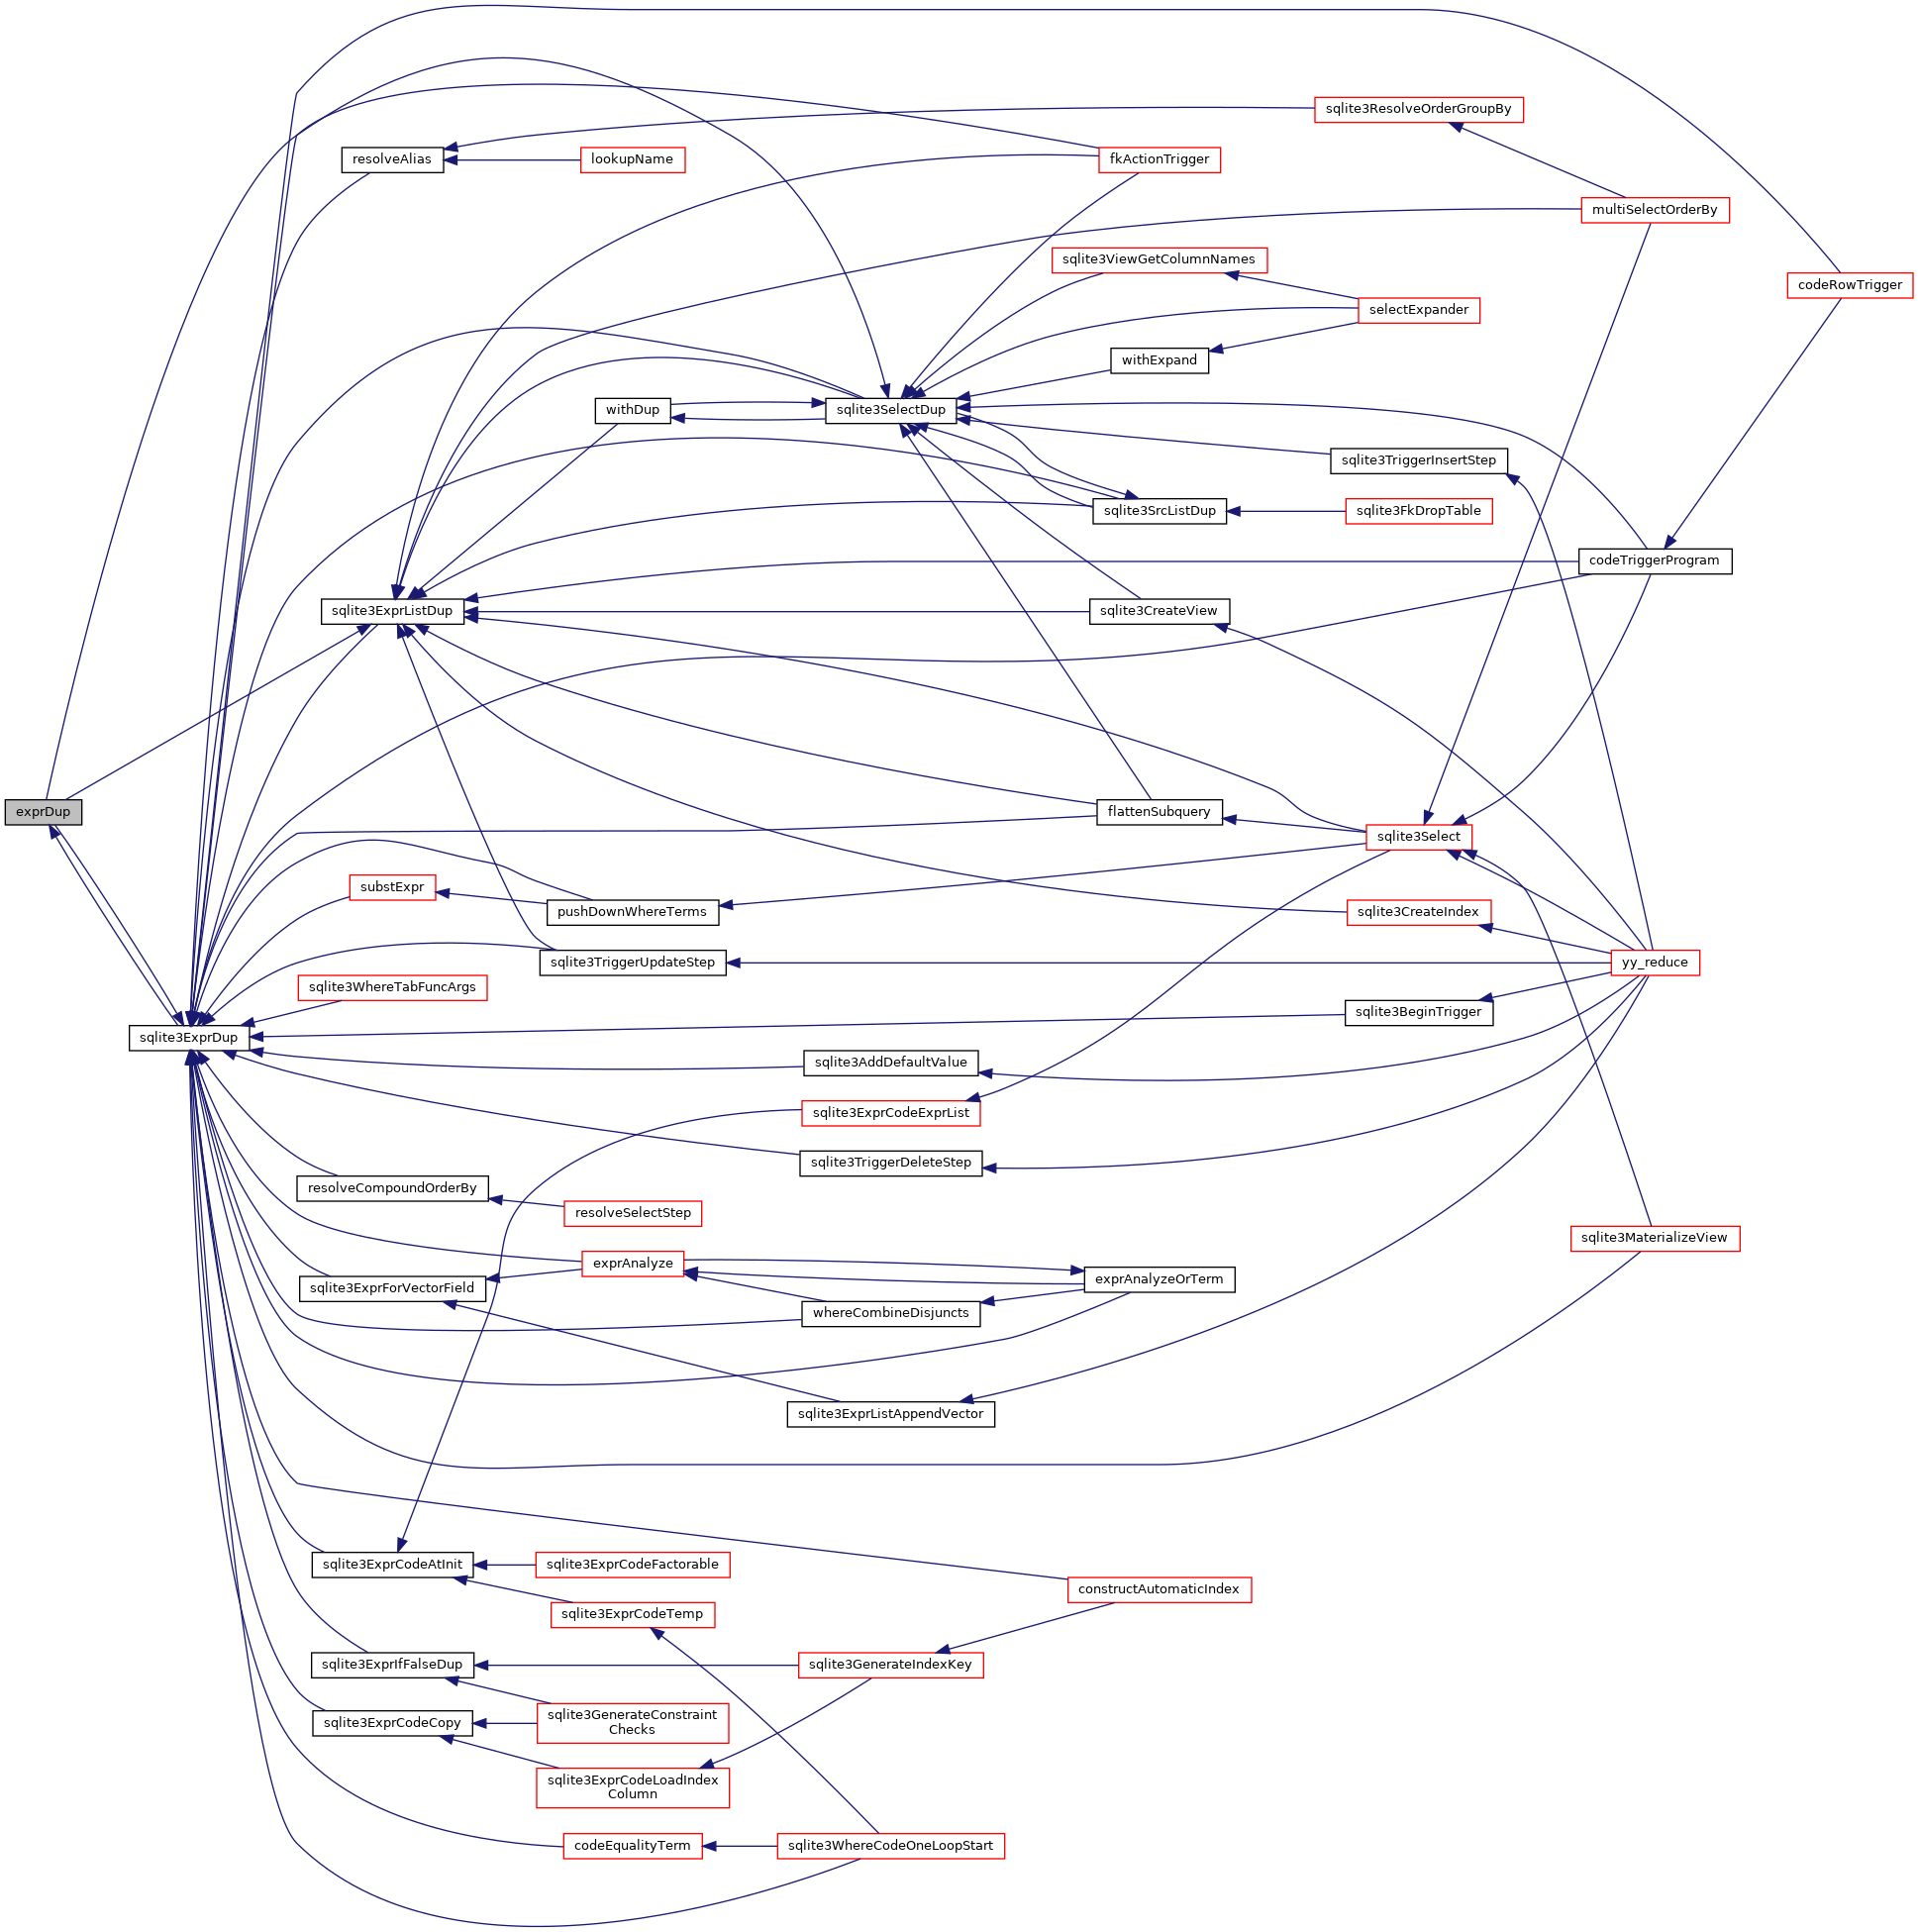 sqlite3ResolveOrderGroupBy
resolveAlias
lookupName
fkActionTrigger
multiSelectOrderBy
sqlite3ViewGetColumnNames
codeRowTrigger
selectExpander
withExpand
withDup
sqlite3SelectDup
sqlite3TriggerInsertStep
sqlite3SrcListDup
sqlite3FkDropTable
codeTriggerProgram
sqlite3ExprListDup
sqlite3CreateView
exprDup
flattenSubquery
sqlite3Select
substExpr
pushDownWhereTerms
sqlite3CreateIndex
sqlite3TriggerUpdateStep
yy_reduce
sqlite3WhereTabFuncArgs
sqlite3BeginTrigger
sqlite3ExprDup
sqlite3AddDefaultValue
sqlite3ExprCodeExprList
sqlite3TriggerDeleteStep
resolveCompoundOrderBy
resolveSelectStep
sqlite3MaterializeView
exprAnalyze
exprAnalyzeOrTerm
sqlite3ExprForVectorField
whereCombineDisjuncts
sqlite3ExprListAppendVector
sqlite3ExprCodeAtInit
sqlite3ExprCodeFactorable
constructAutomaticIndex
sqlite3ExprCodeTemp
sqlite3ExprIfFalseDup
sqlite3GenerateIndexKey
sqlite3GenerateConstraint
Checks
sqlite3ExprCodeCopy
sqlite3ExprCodeLoadIndex
Column
codeEqualityTerm
sqlite3WhereCodeOneLoopStart